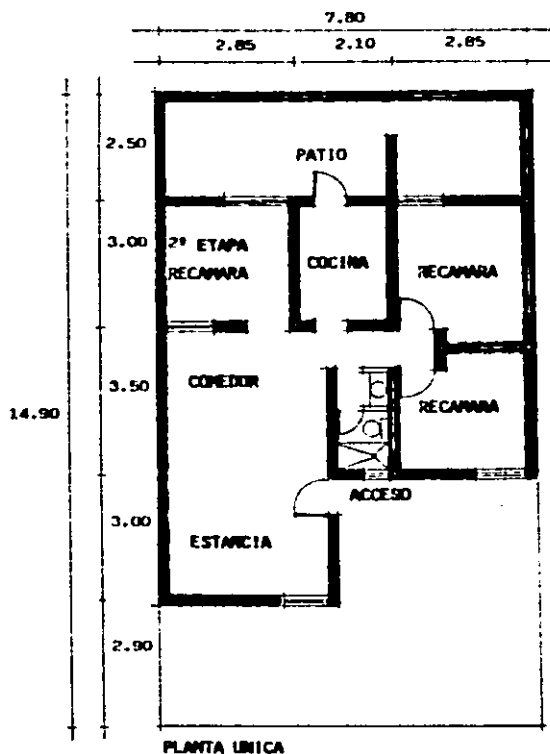 7.80
2.85 2.10 2.85
2.50
PATIO
3.00
2ª ETAPA
RECAMARA
COCINA
RECAMARA
3.50
COMEDOR
RECAMARA
14.90
ACCESO
3.00
ESTANCIA
2.90
PLANTA UNICA